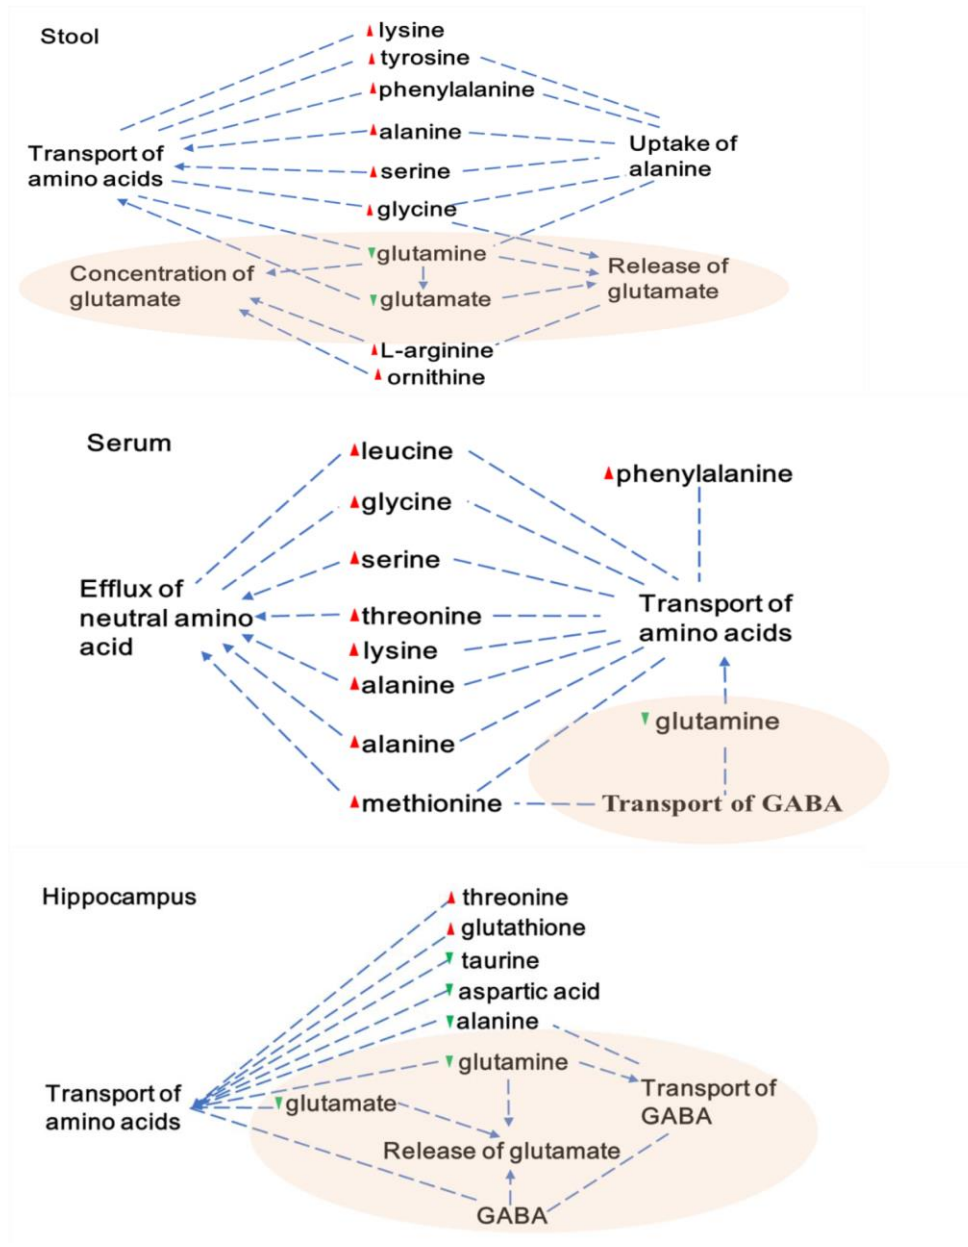 Stool
lysine
tyrosine
phenylalanine
alanine
serine
glycine
Transport of
amino acids
Uptake of
alanine
glutamine
glutamate
Concentration of
glutamate
Release of
glutamate
L-arginine
ornithine
Serum
leucine
glycine
serine
threonine
lysine
alanine
alanine
methionine
phenylalanine
Efflux of
neutral amino
acid
Transport of
amino acids
glutamine
Transport of GABA
Hippocampus
threonine
glutathione
taurine
aspartic acid
alanine
glutamine
glutamate
Transport of
amino acids
Transport of
GABA
Release of glutamate
GABA